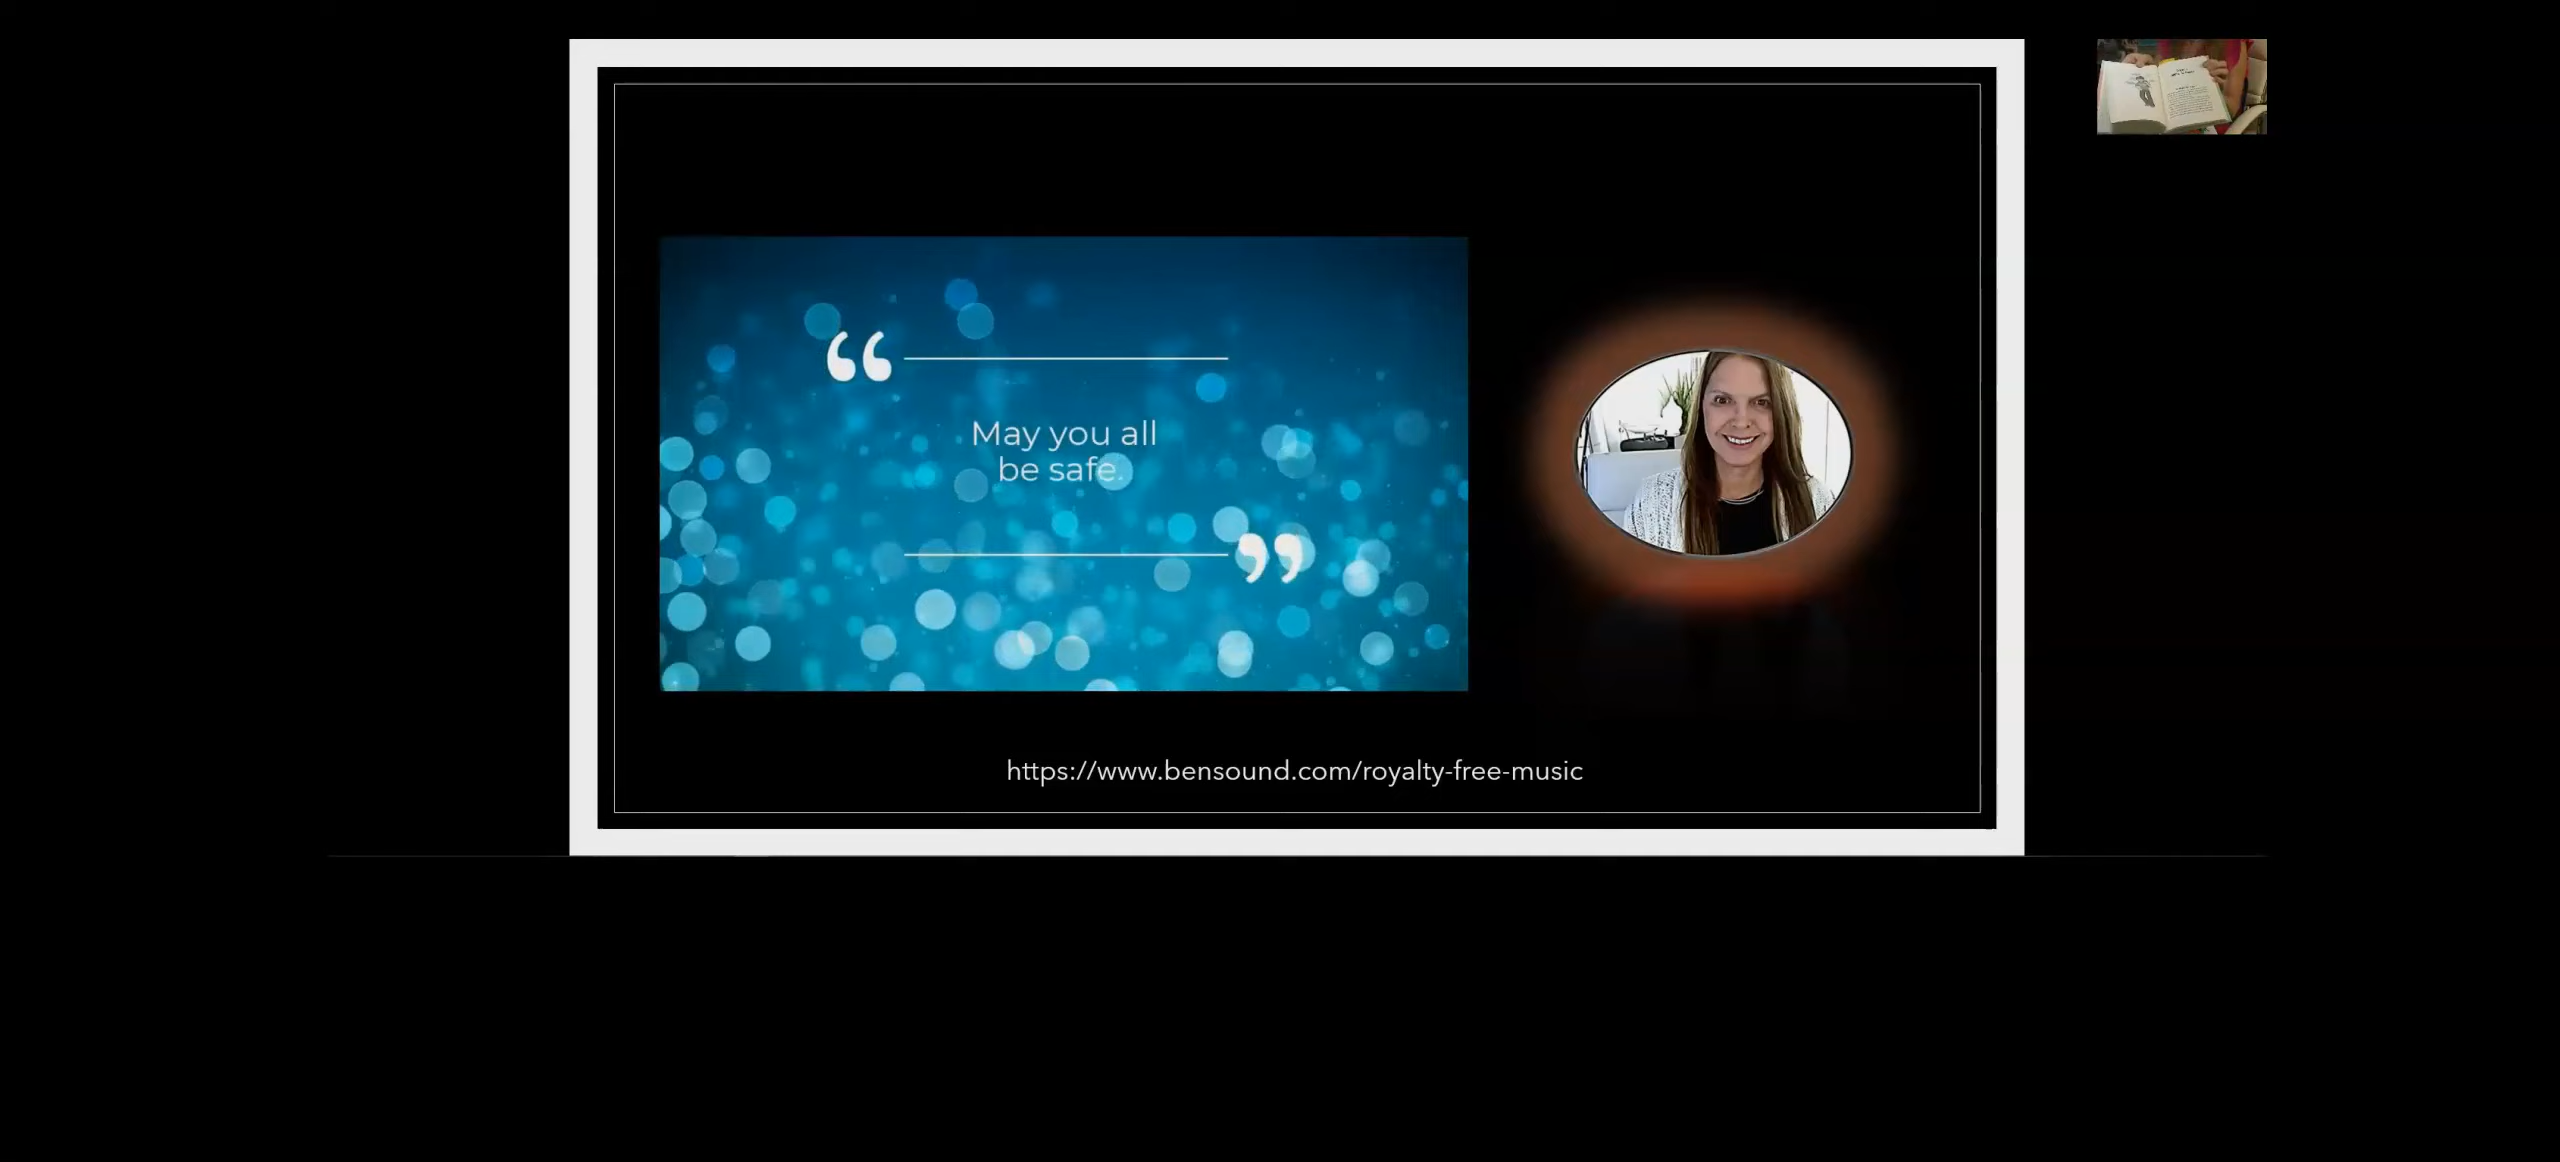 “
May you all
be safe.
”
https://www.bensound.com/royalty-free-music